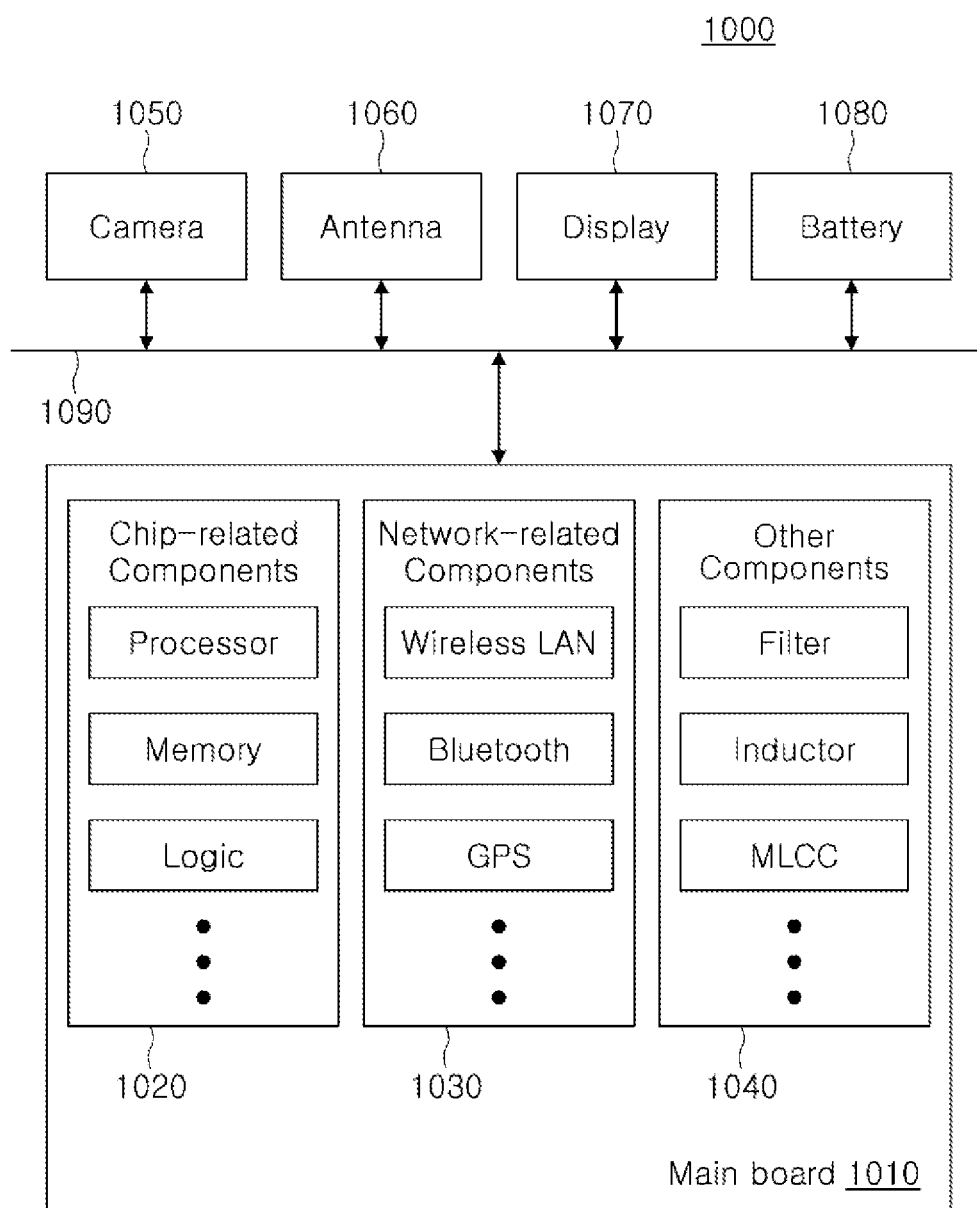 1000
1050
1060
1070
1080
Camera
Antenna
Display
Battery
1090
Chip-related
Components
Processor
Memory
Logic
1020
Network-related
Components
Wireless LAN
Bluetooth
GPS
1030
Other
Components
Filter
Inductor
MLCC
1040
Main board 1010